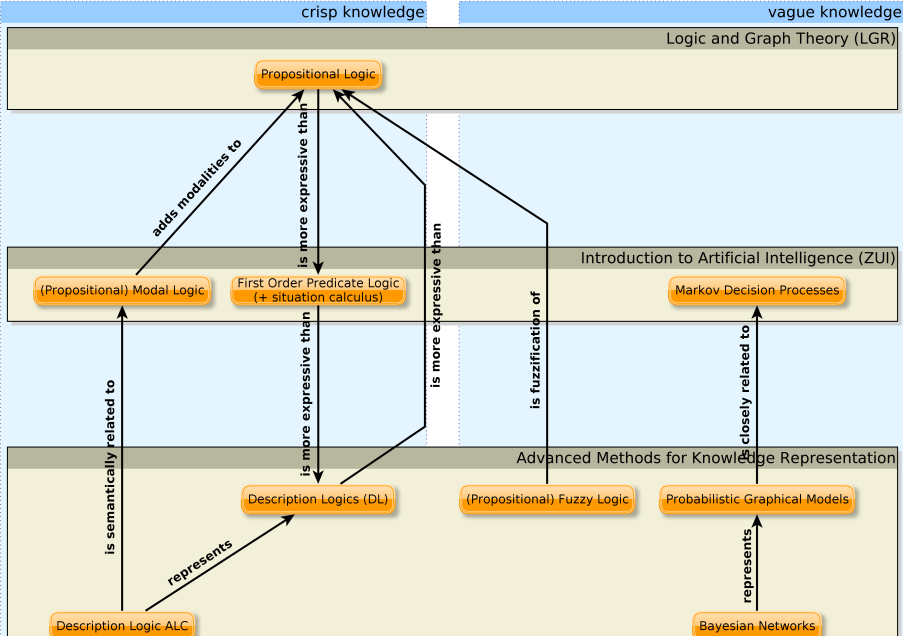 crisp knowledge
vague knowledge
Logic and Graph Theory (LGR)
Propositional Logic
adds modalities to
is more expressive than
is more expressive than
is fuzzification of
Introduction to Artificial Intelligence (ZUI)
(Propositional) Modal Logic
First Order Predicate Logic
(+ situation calculus)
Markov Decision Processes
is semantically related to
is more expressive than
is closely related to
Advanced Methods for Knowledge Representation
Description Logics (DL)
(Propositional) Fuzzy Logic
Probabilistic Graphical Models
represents
represents
Description Logic ALC
Bayesian Networks